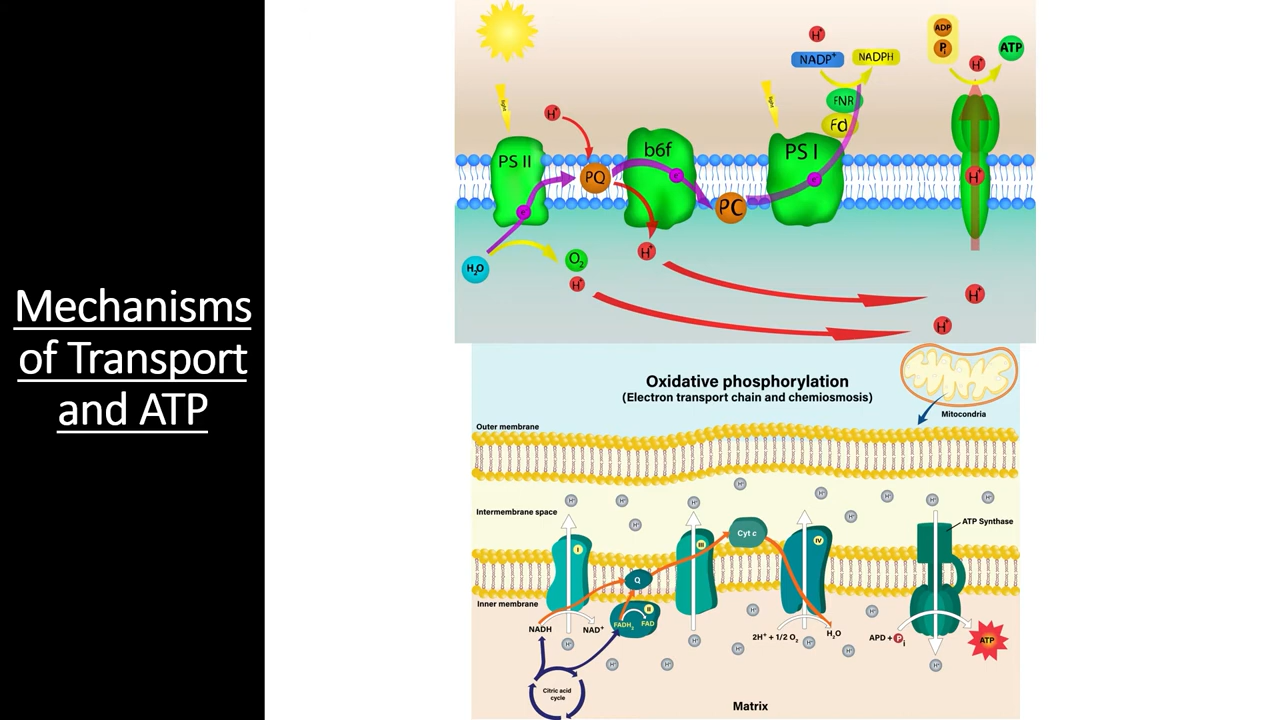 Mechanisms
of Transport
and ATP
H⁺
NADP⁺
NADPH
ADP
Pi
H⁺
ATP
light
light
FNR
Fd
H⁺
PS II
b6f
PS I
PQ
e⁻
e⁻
H⁺
PC
e⁻
H₂O
O₂
H⁺
H⁺
H⁺
H⁺
Oxidative phosphorylation
(Electron transport chain and chemiosmosis)
Mitocondria
Outer membrane
H⁺
H⁺ H⁺ H⁺ H⁺ H⁺ H⁺ H⁺
Intermembrane space
H⁺ H⁺
ATP Synthase
Cyt c
I
III
IV
Q
Inner membrane
II
FADH₂
FAD
H⁺
H⁺
NADH
NAD⁺
2H⁺ + 1/2 O₂
H₂O
APD + Pi
ATP
H⁺ H⁺ H⁺ H⁺ H⁺
H⁺ H⁺ H⁺
Citric acid
cycle
Matrix